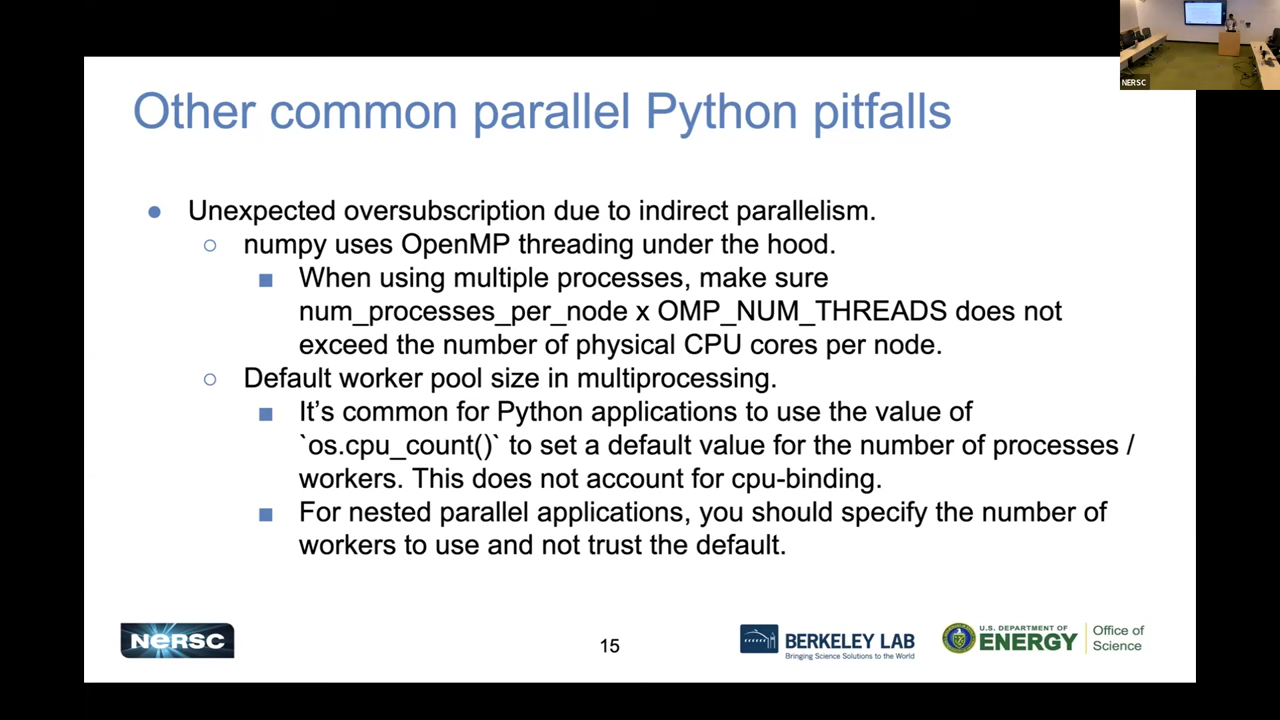 NERSC
Other common parallel Python pitfalls
● Unexpected oversubscription due to indirect parallelism.
○ numpy uses OpenMP threading under the hood.
■ When using multiple processes, make sure
num_processes_per_node x OMP_NUM_THREADS does not
exceed the number of physical CPU cores per node.
○ Default worker pool size in multiprocessing.
■ It's common for Python applications to use the value of
`os.cpu_count()` to set a default value for the number of processes /
workers. This does not account for cpu-binding.
■ For nested parallel applications, you should specify the number of
workers to use and not trust the default.
NERSC
15
BERKELEY LAB
Bringing Science Solutions to the World
U.S. DEPARTMENT OF
ENERGY
Office of
Science